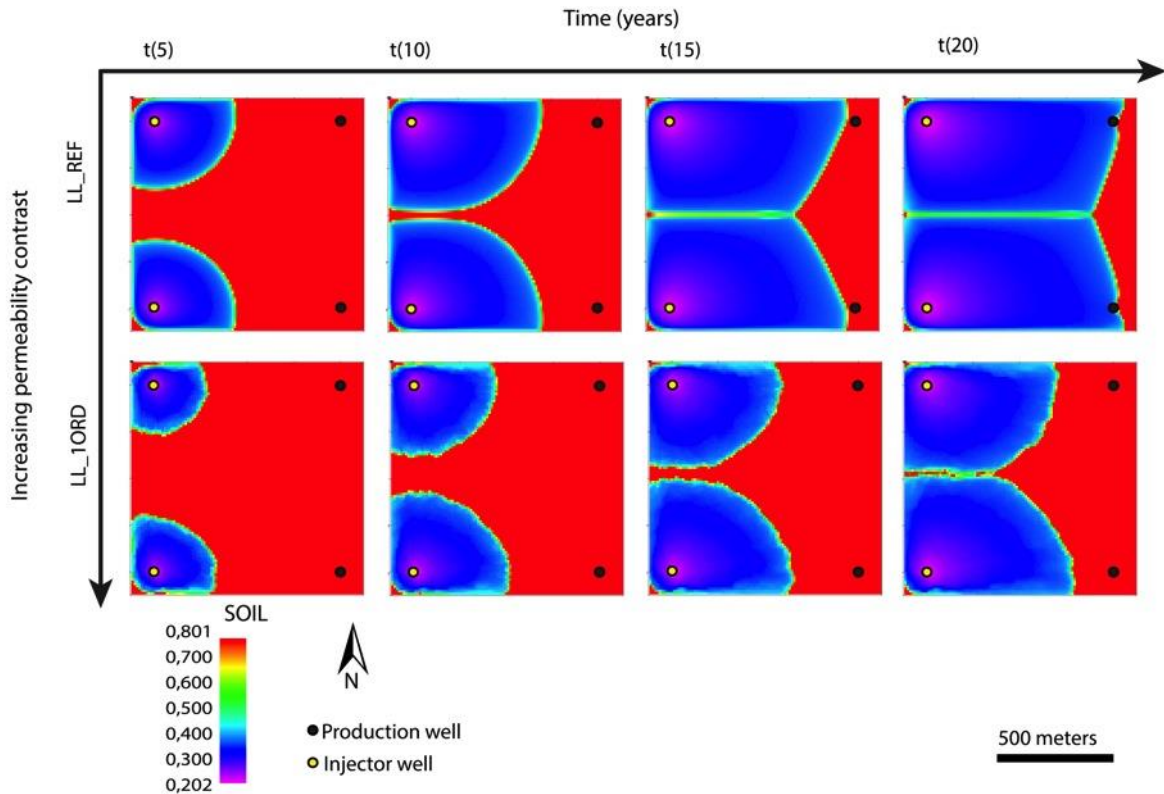 Time (years)
t(5)
t(10)
t(15)
t(20)
Increasing permeability contrast
LL_REF
LL_1ORD
SOIL
0,801
0,700
0,600
0,500
0,400
0,300
0,202
N
Production well
Injector well
500 meters